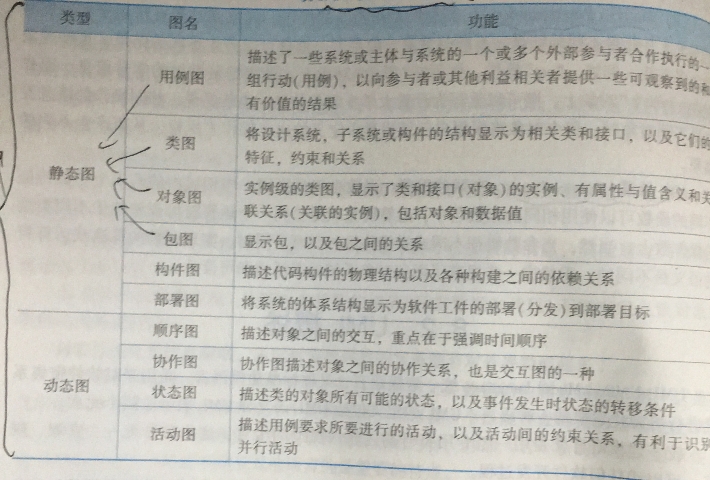 类型 图名 功能
用例图 描述了一些系统或主体与系统的一个或多个外部参与者合作执行的一
组行动(用例)，以向参与者或其他利益相关者提供一些可观察到的和
有价值的结果
类图 将设计系统，子系统或构件的结构显示为相关类和接口，以及它们的
特征，约束和关系
静态图
对象图 实例级的类图，显示了类和接口(对象)的实例、有属性与值含义和关
联关系(关联的实例)，包括对象和数据值
包图 显示包，以及包之间的关系
构件图 描述代码构件的物理结构以及各种构建之间的依赖关系
部署图 将系统的体系结构显示为软件工件的部署(分发)到部署目标
顺序图 描述对象之间的交互，重点在于强调时间顺序
协作图 协作图描述对象之间的协作关系，也是交互图的一种
动态图
状态图 描述类的对象所有可能的状态，以及事件发生时状态的转移条件
活动图 描述用例要求所要进行的活动，以及活动间的约束关系，有利于识别
并行活动